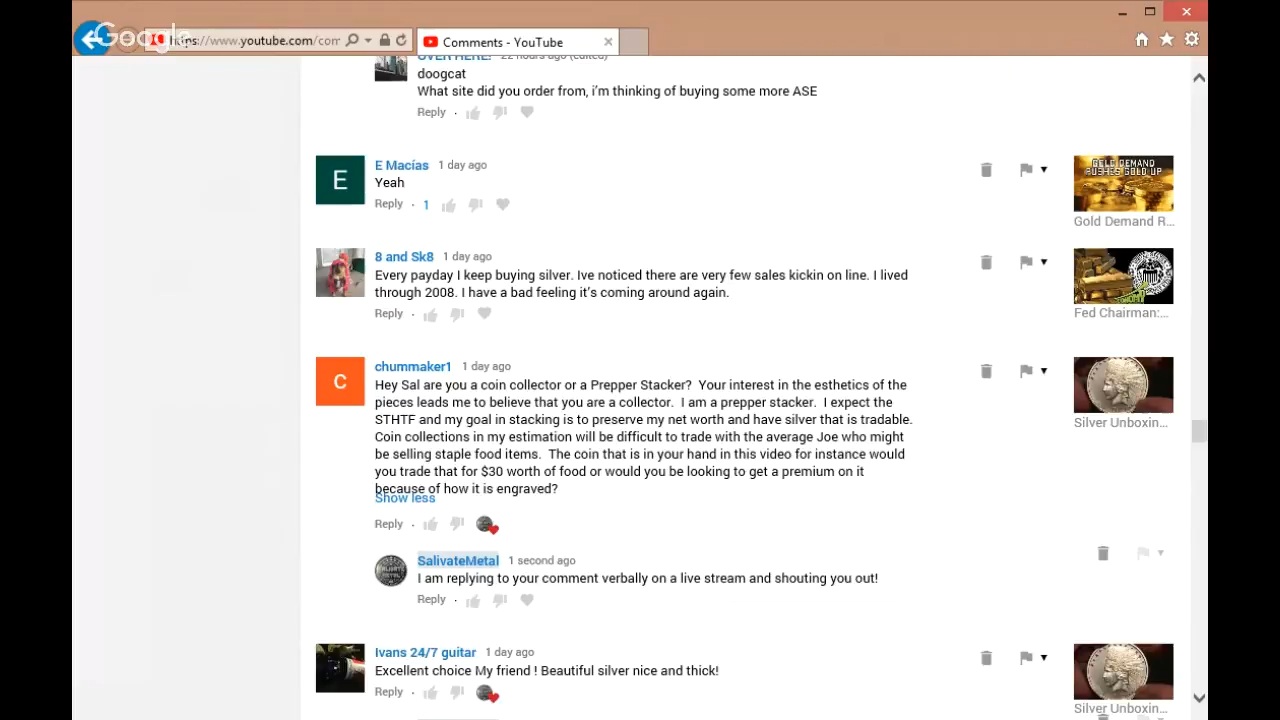 Google
https://www.youtube.com/com
Comments - YouTube
OVER HERE! 22 hours ago (edited)
doogcat
What site did you order from, i'm thinking of buying some more ASE
Reply
E
E Macías 1 day ago
Yeah
Reply · 1
GOLD DEMAND
PUSHES GOLD UP
Gold Demand R...
8 and Sk8 1 day ago
Every payday I keep buying silver. Ive noticed there are very few sales kickin on line. I lived
through 2008. I have a bad feeling it's coming around again.
Reply
Fed Chairman:...
C
chummaker1 1 day ago
Hey Sal are you a coin collector or a Prepper Stacker? Your interest in the esthetics of the
pieces leads me to believe that you are a collector. I am a prepper stacker. I expect the
STHTF and my goal in stacking is to preserve my net worth and have silver that is tradable.
Coin collections in my estimation will be difficult to trade with the average Joe who might
be selling staple food items. The coin that is in your hand in this video for instance would
you trade that for $30 worth of food or would you be looking to get a premium on it
because of how it is engraved?
Show less
Reply
Silver Unboxin...
SalivateMetal 1 second ago
I am replying to your comment verbally on a live stream and shouting you out!
Reply
Ivans 24/7 guitar 1 day ago
Excellent choice My friend ! Beautiful silver nice and thick!
Reply
Silver Unboxin...